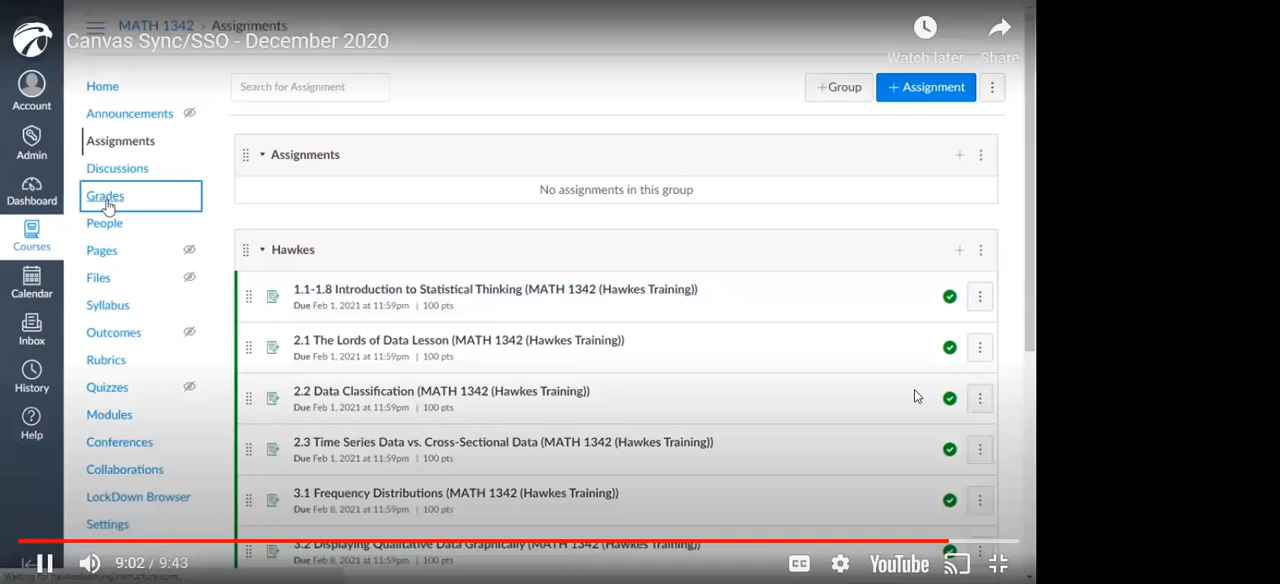 MATH 1342 › Assignments
Canvas Sync/SSO - December 2020
Watch later
Share
Account
Admin
Dashboard
Courses
Calendar
Inbox
History
Help
Home
Announcements
Assignments
Discussions
Grades
People
Pages
Files
Syllabus
Outcomes
Rubrics
Quizzes
Modules
Conferences
Collaborations
LockDown Browser
Settings
Search for Assignment
+ Group
+ Assignment
Assignments
No assignments in this group
Hawkes
1.1-1.8 Introduction to Statistical Thinking (MATH 1342 (Hawkes Training))
Due Feb 1, 2021 at 11:59pm | 100 pts
2.1 The Lords of Data Lesson (MATH 1342 (Hawkes Training))
Due Feb 1, 2021 at 11:59pm | 100 pts
2.2 Data Classification (MATH 1342 (Hawkes Training))
Due Feb 1, 2021 at 11:59pm | 100 pts
2.3 Time Series Data vs. Cross-Sectional Data (MATH 1342 (Hawkes Training))
Due Feb 1, 2021 at 11:59pm | 100 pts
3.1 Frequency Distributions (MATH 1342 (Hawkes Training))
Due Feb 8, 2021 at 11:59pm | 100 pts
3.2 Displaying Qualitative Data Graphically (MATH 1342 (Hawkes Training))
Due Feb 8, 2021 at 11:59pm | 100 pts
9:02 / 9:43
CC
YouTube